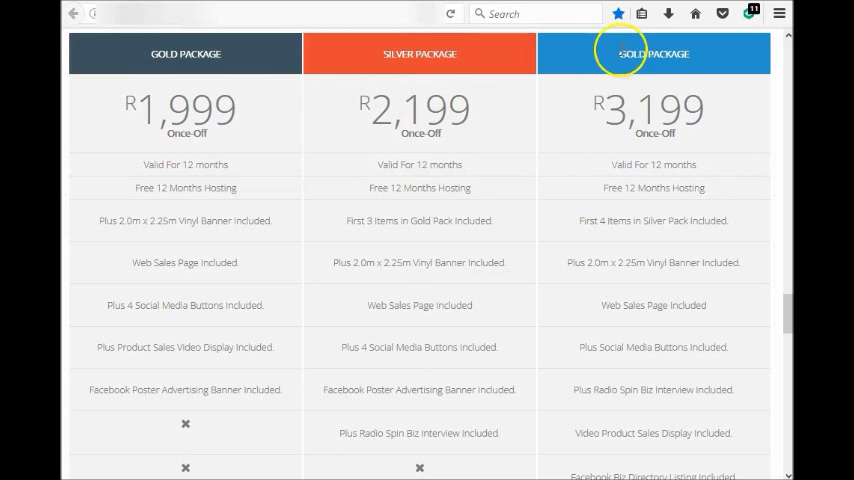 Search
11
GOLD PACKAGE
R1,999
Once-Off
Valid For 12 months
Free 12 Months Hosting
Plus 2.0m x 2.25m Vinyl Banner Included.
Web Sales Page Included.
Plus 4 Social Media Buttons Included.
Plus Product Sales Video Display Included.
Facebook Poster Advertising Banner Included.
SILVER PACKAGE
R2,199
Once-Off
Valid For 12 months
Free 12 Months Hosting
First 3 Items in Gold Pack Included.
Plus 2.0m x 2.25m Vinyl Banner Included.
Web Sales Page Included
Plus 4 Social Media Buttons Included.
Facebook Poster Advertising Banner Included.
Plus Radio Spin Biz Interview Included.
GOLD PACKAGE
R3,199
Once-Off
Valid For 12 months
Free 12 Months Hosting
First 4 Items in Silver Pack Included.
Plus 2.0m x 2.25m Vinyl Banner Included.
Web Sales Page Included
Plus Social Media Buttons Included.
Plus Radio Spin Biz Interview Included.
Video Product Sales Display Included.
Facebook Biz Directory Listing Included